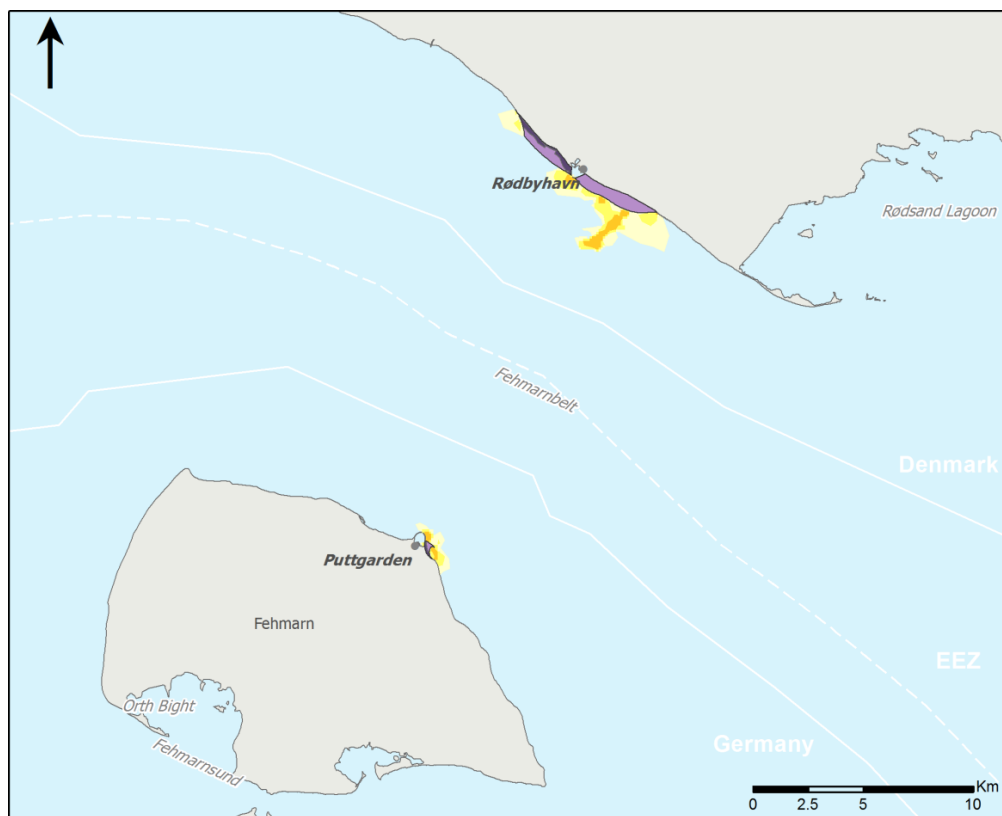 Rødbyhavn
Rødsand Lagoon
Fehmarnbelt
Denmark
Puttgarden
Fehmarn
EEZ
Orth Bight
Fehmarnsund
Germany
Km
0 2.5 5 10